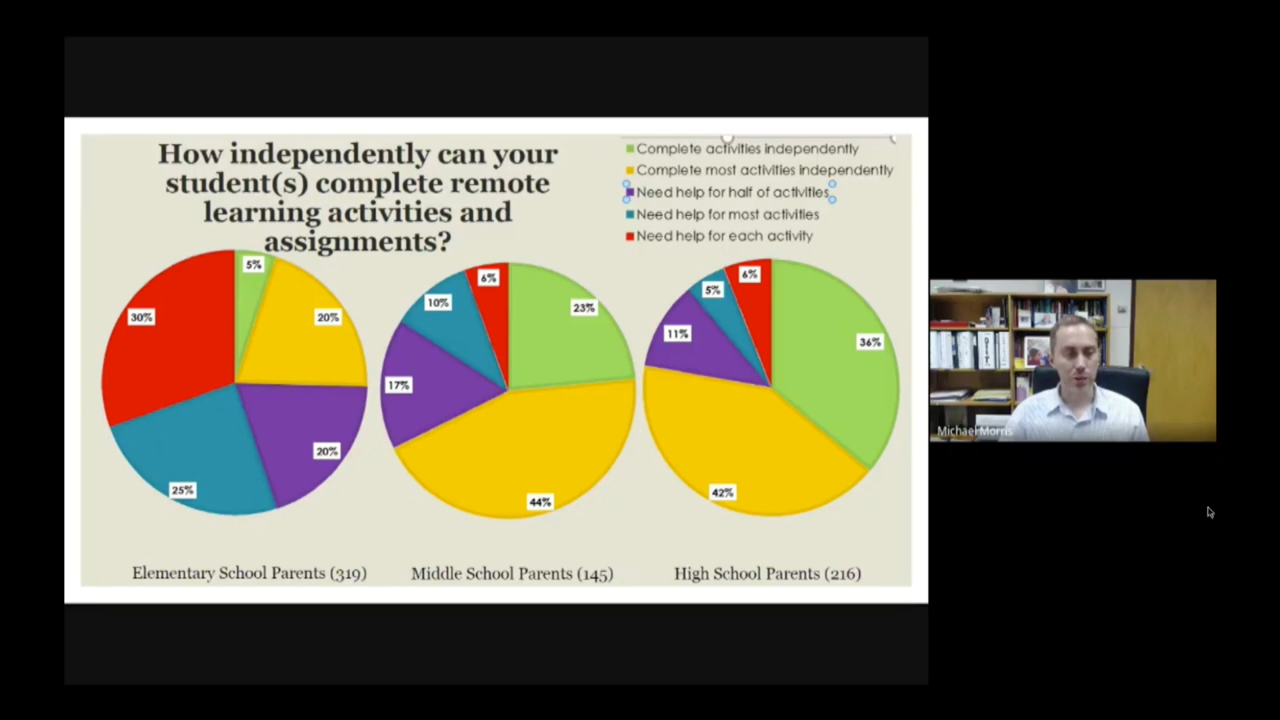 How independently can your
student(s) complete remote
learning activities and
assignments?
Complete activities independently
Complete most activities independently
Need help for half of activities
Need help for most activities
Need help for each activity
5%
20%
20%
25%
30%
23%
44%
17%
10%
6%
36%
42%
11%
5%
6%
Elementary School Parents (319)
Middle School Parents (145)
High School Parents (216)
Michael Morris